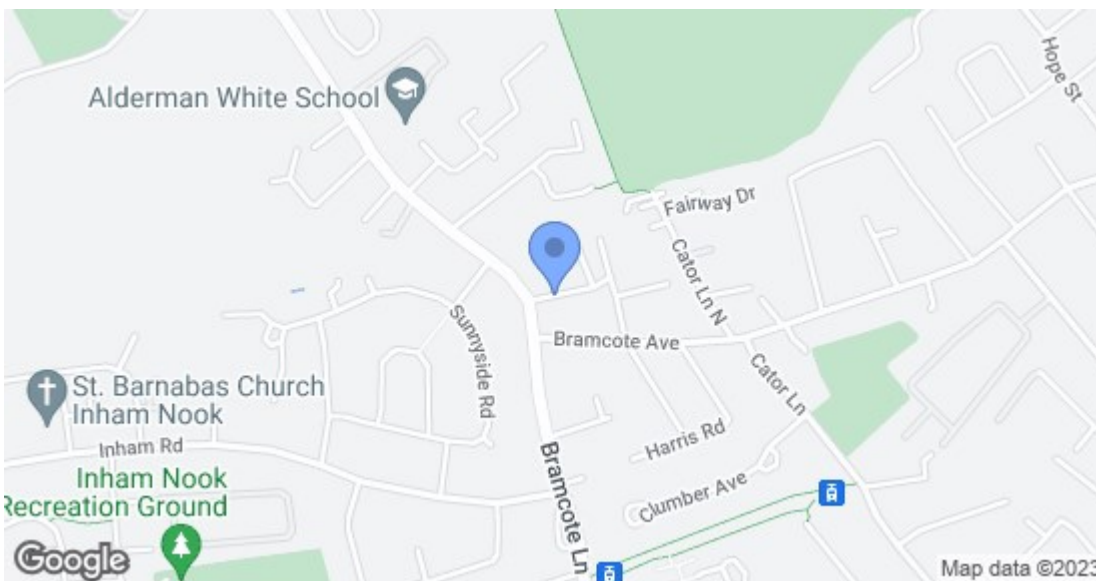 Hope St
Alderman White School
Fairway Dr
Cator Ln N
Sunnyside Rd
Bramcote Ave
Cator Ln
St. Barnabas Church
Inham Nook
Inham Rd
Harris Rd
Inham Nook
Recreation Ground
Bramcote Ln
Clumber Ave
Google
Map data ©2023